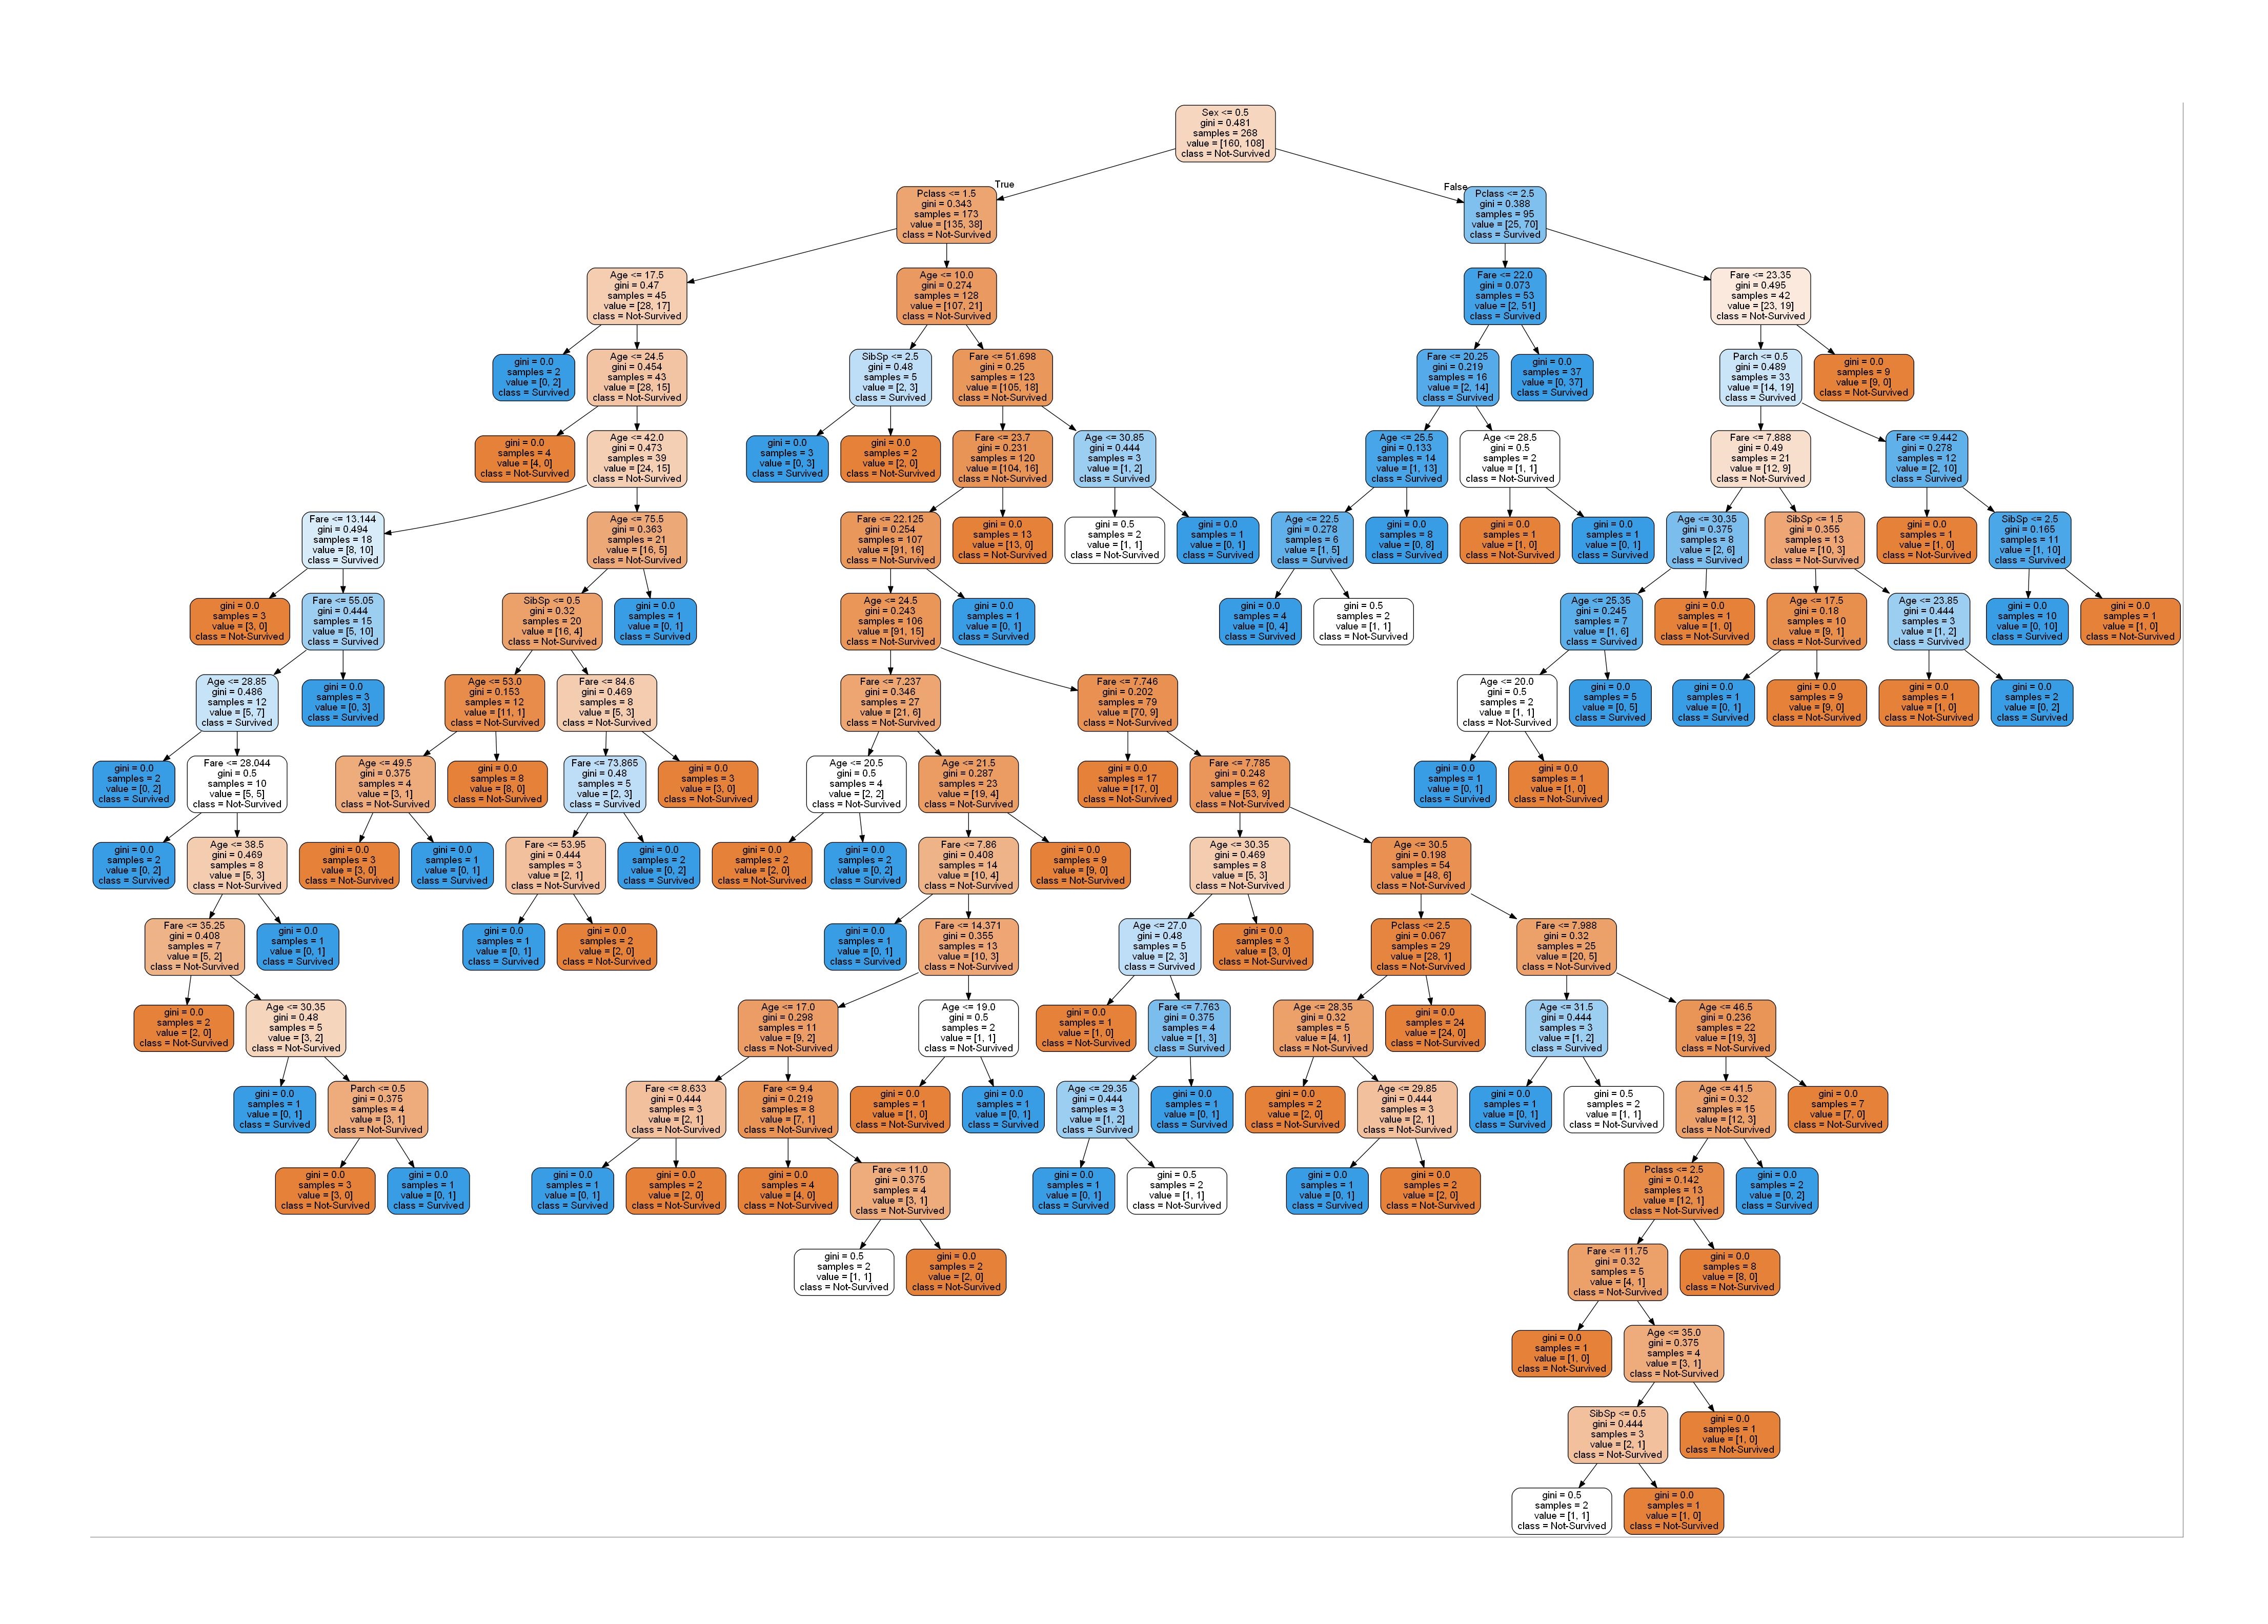 Sex <= 0.5
gini = 0.481
samples = 268
value = [160, 108]
class = Not-Survived
True
False
Pclass <= 1.5
gini = 0.343
samples = 173
value = [135, 38]
class = Not-Survived
Pclass <= 2.5
gini = 0.388
samples = 95
value = [25, 70]
class = Survived
Age <= 17.5
gini = 0.47
samples = 45
value = [28, 17]
class = Not-Survived
Age <= 10.0
gini = 0.274
samples = 128
value = [107, 21]
class = Not-Survived
Fare <= 22.0
gini = 0.073
samples = 53
value = [2, 51]
class = Survived
Fare <= 23.35
gini = 0.495
samples = 42
value = [23, 19]
class = Not-Survived
gini = 0.0
samples = 2
value = [0, 2]
class = Survived
Age <= 24.5
gini = 0.454
samples = 43
value = [28, 15]
class = Not-Survived
SibSp <= 2.5
gini = 0.48
samples = 5
value = [2, 3]
class = Survived
Fare <= 51.698
gini = 0.25
samples = 123
value = [105, 18]
class = Not-Survived
Fare <= 20.25
gini = 0.219
samples = 16
value = [2, 14]
class = Survived
gini = 0.0
samples = 37
value = [0, 37]
class = Survived
Parch <= 0.5
gini = 0.489
samples = 33
value = [14, 19]
class = Survived
gini = 0.0
samples = 9
value = [9, 0]
class = Not-Survived
gini = 0.0
samples = 4
value = [4, 0]
class = Not-Survived
Age <= 42.0
gini = 0.473
samples = 39
value = [24, 15]
class = Not-Survived
gini = 0.0
samples = 3
value = [0, 3]
class = Survived
gini = 0.0
samples = 2
value = [2, 0]
class = Not-Survived
Fare <= 23.7
gini = 0.231
samples = 120
value = [104, 16]
class = Not-Survived
Age <= 30.85
gini = 0.444
samples = 3
value = [1, 2]
class = Survived
Age <= 25.5
gini = 0.133
samples = 14
value = [1, 13]
class = Survived
Age <= 28.5
gini = 0.5
samples = 2
value = [1, 1]
class = Not-Survived
Fare <= 7.888
gini = 0.49
samples = 21
value = [12, 9]
class = Not-Survived
Fare <= 9.442
gini = 0.278
samples = 12
value = [2, 10]
class = Survived
Fare <= 13.144
gini = 0.494
samples = 18
value = [8, 10]
class = Survived
Age <= 75.5
gini = 0.363
samples = 21
value = [16, 5]
class = Not-Survived
Fare <= 22.125
gini = 0.254
samples = 107
value = [91, 16]
class = Not-Survived
gini = 0.0
samples = 13
value = [13, 0]
class = Not-Survived
gini = 0.5
samples = 2
value = [1, 1]
class = Not-Survived
gini = 0.0
samples = 1
value = [0, 1]
class = Survived
Age <= 22.5
gini = 0.278
samples = 6
value = [1, 5]
class = Survived
gini = 0.0
samples = 8
value = [0, 8]
class = Survived
gini = 0.0
samples = 1
value = [1, 0]
class = Not-Survived
gini = 0.0
samples = 1
value = [0, 1]
class = Survived
Age <= 30.35
gini = 0.375
samples = 8
value = [2, 6]
class = Survived
SibSp <= 1.5
gini = 0.355
samples = 13
value = [10, 3]
class = Not-Survived
gini = 0.0
samples = 1
value = [1, 0]
class = Not-Survived
SibSp <= 2.5
gini = 0.165
samples = 11
value = [1, 10]
class = Survived
gini = 0.0
samples = 3
value = [3, 0]
class = Not-Survived
Fare <= 55.05
gini = 0.444
samples = 15
value = [5, 10]
class = Survived
SibSp <= 0.5
gini = 0.32
samples = 20
value = [16, 4]
class = Not-Survived
gini = 0.0
samples = 1
value = [0, 1]
class = Survived
Age <= 24.5
gini = 0.243
samples = 106
value = [91, 15]
class = Not-Survived
gini = 0.0
samples = 1
value = [0, 1]
class = Survived
gini = 0.0
samples = 4
value = [0, 4]
class = Survived
gini = 0.5
samples = 2
value = [1, 1]
class = Not-Survived
Age <= 25.35
gini = 0.245
samples = 7
value = [1, 6]
class = Survived
gini = 0.0
samples = 1
value = [1, 0]
class = Not-Survived
Age <= 17.5
gini = 0.18
samples = 10
value = [9, 1]
class = Not-Survived
Age <= 23.85
gini = 0.444
samples = 3
value = [1, 2]
class = Survived
gini = 0.0
samples = 10
value = [0, 10]
class = Survived
gini = 0.0
samples = 1
value = [1, 0]
class = Not-Survived
Age <= 28.85
gini = 0.486
samples = 12
value = [5, 7]
class = Survived
gini = 0.0
samples = 3
value = [0, 3]
class = Survived
Age <= 53.0
gini = 0.153
samples = 12
value = [11, 1]
class = Not-Survived
Fare <= 84.6
gini = 0.469
samples = 8
value = [5, 3]
class = Not-Survived
Fare <= 7.237
gini = 0.346
samples = 27
value = [21, 6]
class = Not-Survived
Fare <= 7.746
gini = 0.202
samples = 79
value = [70, 9]
class = Not-Survived
Age <= 20.0
gini = 0.5
samples = 2
value = [1, 1]
class = Not-Survived
gini = 0.0
samples = 5
value = [0, 5]
class = Survived
gini = 0.0
samples = 1
value = [0, 1]
class = Survived
gini = 0.0
samples = 9
value = [9, 0]
class = Not-Survived
gini = 0.0
samples = 1
value = [1, 0]
class = Not-Survived
gini = 0.0
samples = 2
value = [0, 2]
class = Survived
gini = 0.0
samples = 2
value = [0, 2]
class = Survived
Fare <= 28.044
gini = 0.5
samples = 10
value = [5, 5]
class = Not-Survived
Age <= 49.5
gini = 0.375
samples = 4
value = [3, 1]
class = Not-Survived
gini = 0.0
samples = 8
value = [8, 0]
class = Not-Survived
Fare <= 73.865
gini = 0.48
samples = 5
value = [2, 3]
class = Survived
gini = 0.0
samples = 3
value = [3, 0]
class = Not-Survived
Age <= 20.5
gini = 0.5
samples = 4
value = [2, 2]
class = Not-Survived
Age <= 21.5
gini = 0.287
samples = 23
value = [19, 4]
class = Not-Survived
gini = 0.0
samples = 17
value = [17, 0]
class = Not-Survived
Fare <= 7.785
gini = 0.248
samples = 62
value = [53, 9]
class = Not-Survived
gini = 0.0
samples = 1
value = [0, 1]
class = Survived
gini = 0.0
samples = 1
value = [1, 0]
class = Not-Survived
gini = 0.0
samples = 2
value = [0, 2]
class = Survived
Age <= 38.5
gini = 0.469
samples = 8
value = [5, 3]
class = Not-Survived
gini = 0.0
samples = 3
value = [3, 0]
class = Not-Survived
gini = 0.0
samples = 1
value = [0, 1]
class = Survived
Fare <= 53.95
gini = 0.444
samples = 3
value = [2, 1]
class = Not-Survived
gini = 0.0
samples = 2
value = [0, 2]
class = Survived
gini = 0.0
samples = 2
value = [2, 0]
class = Not-Survived
gini = 0.0
samples = 2
value = [0, 2]
class = Survived
Fare <= 7.86
gini = 0.408
samples = 14
value = [10, 4]
class = Not-Survived
gini = 0.0
samples = 9
value = [9, 0]
class = Not-Survived
Age <= 30.35
gini = 0.469
samples = 8
value = [5, 3]
class = Not-Survived
Age <= 30.5
gini = 0.198
samples = 54
value = [48, 6]
class = Not-Survived
Fare <= 35.25
gini = 0.408
samples = 7
value = [5, 2]
class = Not-Survived
gini = 0.0
samples = 1
value = [0, 1]
class = Survived
gini = 0.0
samples = 1
value = [0, 1]
class = Survived
gini = 0.0
samples = 2
value = [2, 0]
class = Not-Survived
gini = 0.0
samples = 1
value = [0, 1]
class = Survived
Fare <= 14.371
gini = 0.355
samples = 13
value = [10, 3]
class = Not-Survived
Age <= 27.0
gini = 0.48
samples = 5
value = [2, 3]
class = Survived
gini = 0.0
samples = 3
value = [3, 0]
class = Not-Survived
Pclass <= 2.5
gini = 0.067
samples = 29
value = [28, 1]
class = Not-Survived
Fare <= 7.988
gini = 0.32
samples = 25
value = [20, 5]
class = Not-Survived
gini = 0.0
samples = 2
value = [2, 0]
class = Not-Survived
Age <= 30.35
gini = 0.48
samples = 5
value = [3, 2]
class = Not-Survived
Age <= 17.0
gini = 0.298
samples = 11
value = [9, 2]
class = Not-Survived
Age <= 19.0
gini = 0.5
samples = 2
value = [1, 1]
class = Not-Survived
gini = 0.0
samples = 1
value = [1, 0]
class = Not-Survived
Fare <= 7.763
gini = 0.375
samples = 4
value = [1, 3]
class = Survived
Age <= 28.35
gini = 0.32
samples = 5
value = [4, 1]
class = Not-Survived
gini = 0.0
samples = 24
value = [24, 0]
class = Not-Survived
Age <= 31.5
gini = 0.444
samples = 3
value = [1, 2]
class = Survived
Age <= 46.5
gini = 0.236
samples = 22
value = [19, 3]
class = Not-Survived
gini = 0.0
samples = 1
value = [0, 1]
class = Survived
Parch <= 0.5
gini = 0.375
samples = 4
value = [3, 1]
class = Not-Survived
Fare <= 8.633
gini = 0.444
samples = 3
value = [2, 1]
class = Not-Survived
Fare <= 9.4
gini = 0.219
samples = 8
value = [7, 1]
class = Not-Survived
gini = 0.0
samples = 1
value = [1, 0]
class = Not-Survived
gini = 0.0
samples = 1
value = [0, 1]
class = Survived
Age <= 29.35
gini = 0.444
samples = 3
value = [1, 2]
class = Survived
gini = 0.0
samples = 1
value = [0, 1]
class = Survived
gini = 0.0
samples = 2
value = [2, 0]
class = Not-Survived
Age <= 29.85
gini = 0.444
samples = 3
value = [2, 1]
class = Not-Survived
gini = 0.0
samples = 1
value = [0, 1]
class = Survived
gini = 0.5
samples = 2
value = [1, 1]
class = Not-Survived
Age <= 41.5
gini = 0.32
samples = 15
value = [12, 3]
class = Not-Survived
gini = 0.0
samples = 7
value = [7, 0]
class = Not-Survived
gini = 0.0
samples = 3
value = [3, 0]
class = Not-Survived
gini = 0.0
samples = 1
value = [0, 1]
class = Survived
gini = 0.0
samples = 1
value = [0, 1]
class = Survived
gini = 0.0
samples = 2
value = [2, 0]
class = Not-Survived
gini = 0.0
samples = 4
value = [4, 0]
class = Not-Survived
Fare <= 11.0
gini = 0.375
samples = 4
value = [3, 1]
class = Not-Survived
gini = 0.0
samples = 1
value = [0, 1]
class = Survived
gini = 0.5
samples = 2
value = [1, 1]
class = Not-Survived
gini = 0.0
samples = 1
value = [0, 1]
class = Survived
gini = 0.0
samples = 2
value = [2, 0]
class = Not-Survived
Pclass <= 2.5
gini = 0.142
samples = 13
value = [12, 1]
class = Not-Survived
gini = 0.0
samples = 2
value = [0, 2]
class = Survived
gini = 0.5
samples = 2
value = [1, 1]
class = Not-Survived
gini = 0.0
samples = 2
value = [2, 0]
class = Not-Survived
Fare <= 11.75
gini = 0.32
samples = 5
value = [4, 1]
class = Not-Survived
gini = 0.0
samples = 8
value = [8, 0]
class = Not-Survived
gini = 0.0
samples = 1
value = [1, 0]
class = Not-Survived
Age <= 35.0
gini = 0.375
samples = 4
value = [3, 1]
class = Not-Survived
SibSp <= 0.5
gini = 0.444
samples = 3
value = [2, 1]
class = Not-Survived
gini = 0.0
samples = 1
value = [1, 0]
class = Not-Survived
gini = 0.5
samples = 2
value = [1, 1]
class = Not-Survived
gini = 0.0
samples = 1
value = [1, 0]
class = Not-Survived